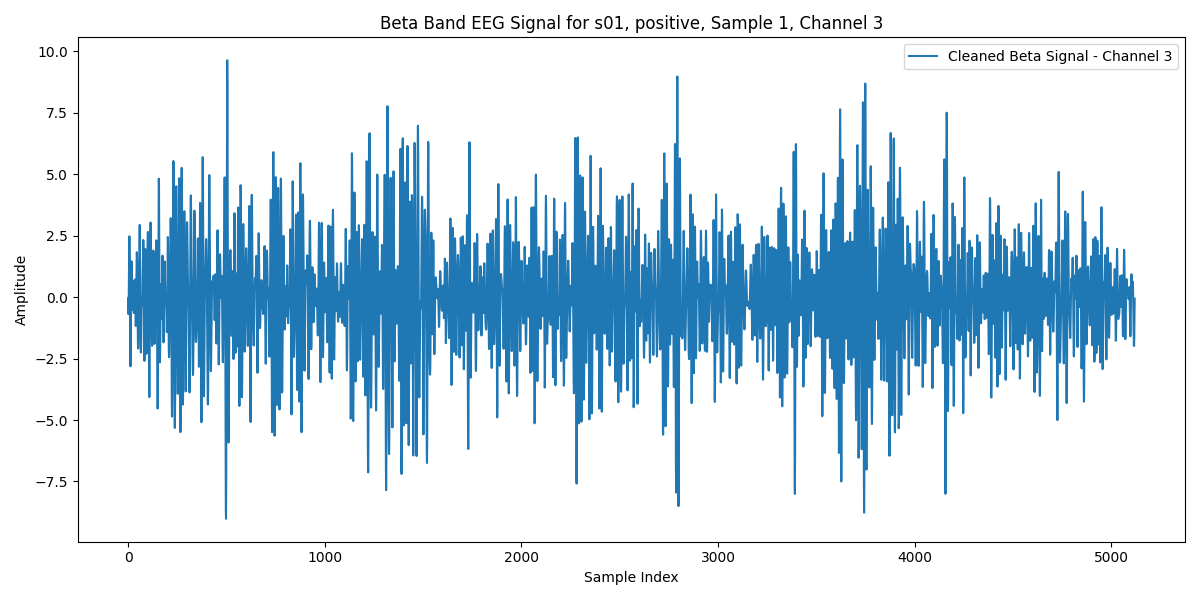 Beta Band EEG Signal for s01, positive, Sample 1, Channel 3
Cleaned Beta Signal - Channel 3
Amplitude
10.0
7.5
5.0
2.5
0.0
−2.5
−5.0
−7.5
0 1000 2000 3000 4000 5000
Sample Index